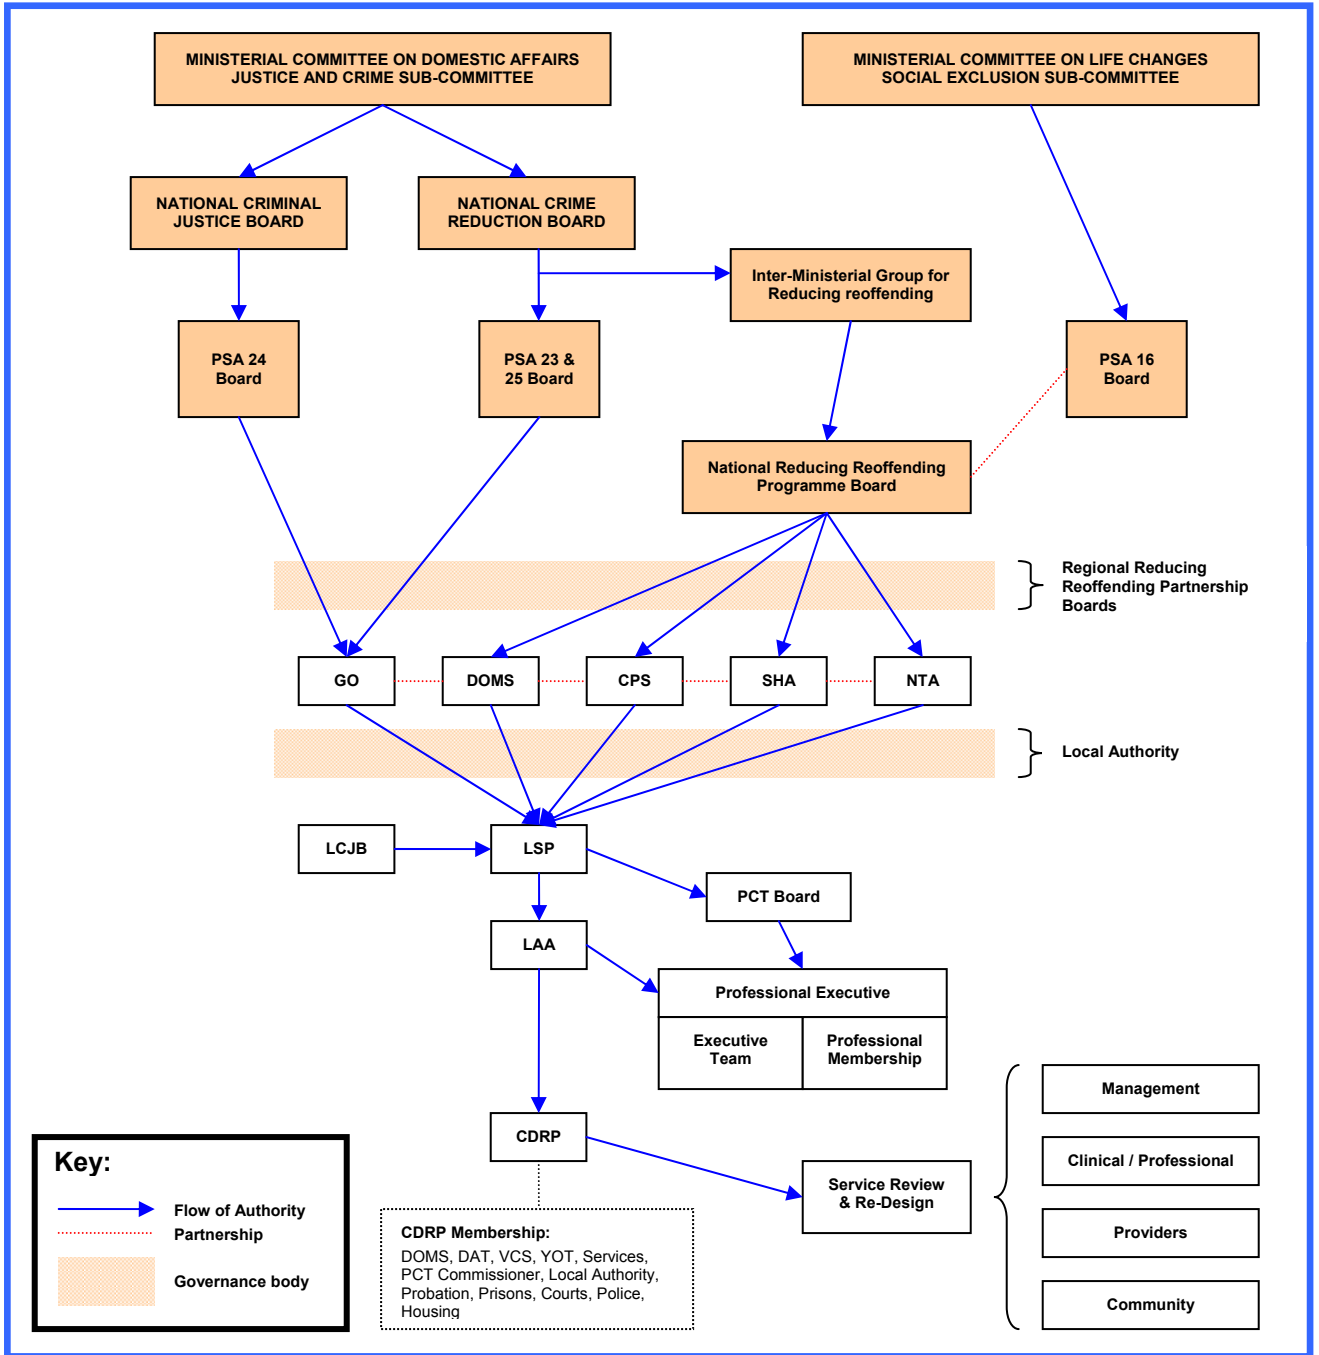 MINISTERIAL COMMITTEE ON DOMESTIC AFFAIRS
JUSTICE AND CRIME SUB-COMMITTEE
MINISTERIAL COMMITTEE ON LIFE CHANGES
SOCIAL EXCLUSION SUB-COMMITTEE
NATIONAL CRIMINAL
JUSTICE BOARD
NATIONAL CRIME
REDUCTION BOARD
Inter-Ministerial Group for
Reducing reoffending
PSA 24
Board
PSA 23 &
25 Board
PSA 16
Board
National Reducing Reoffending
Programme Board
Regional Reducing
Reoffending Partnership
Boards
GO
DOMS
CPS
SHA
NTA
Local Authority
LCJB
LSP
PCT Board
LAA
Professional Executive
Executive
Team
Professional
Membership
CDRP
Service Review
& Re-Design
Management
Clinical / Professional
Providers
Community
CDRP Membership:
DOMS, DAT, VCS, YOT, Services,
PCT Commissioner, Local Authority,
Probation, Prisons, Courts, Police,
Housing
Key:
Flow of Authority
Partnership
Governance body